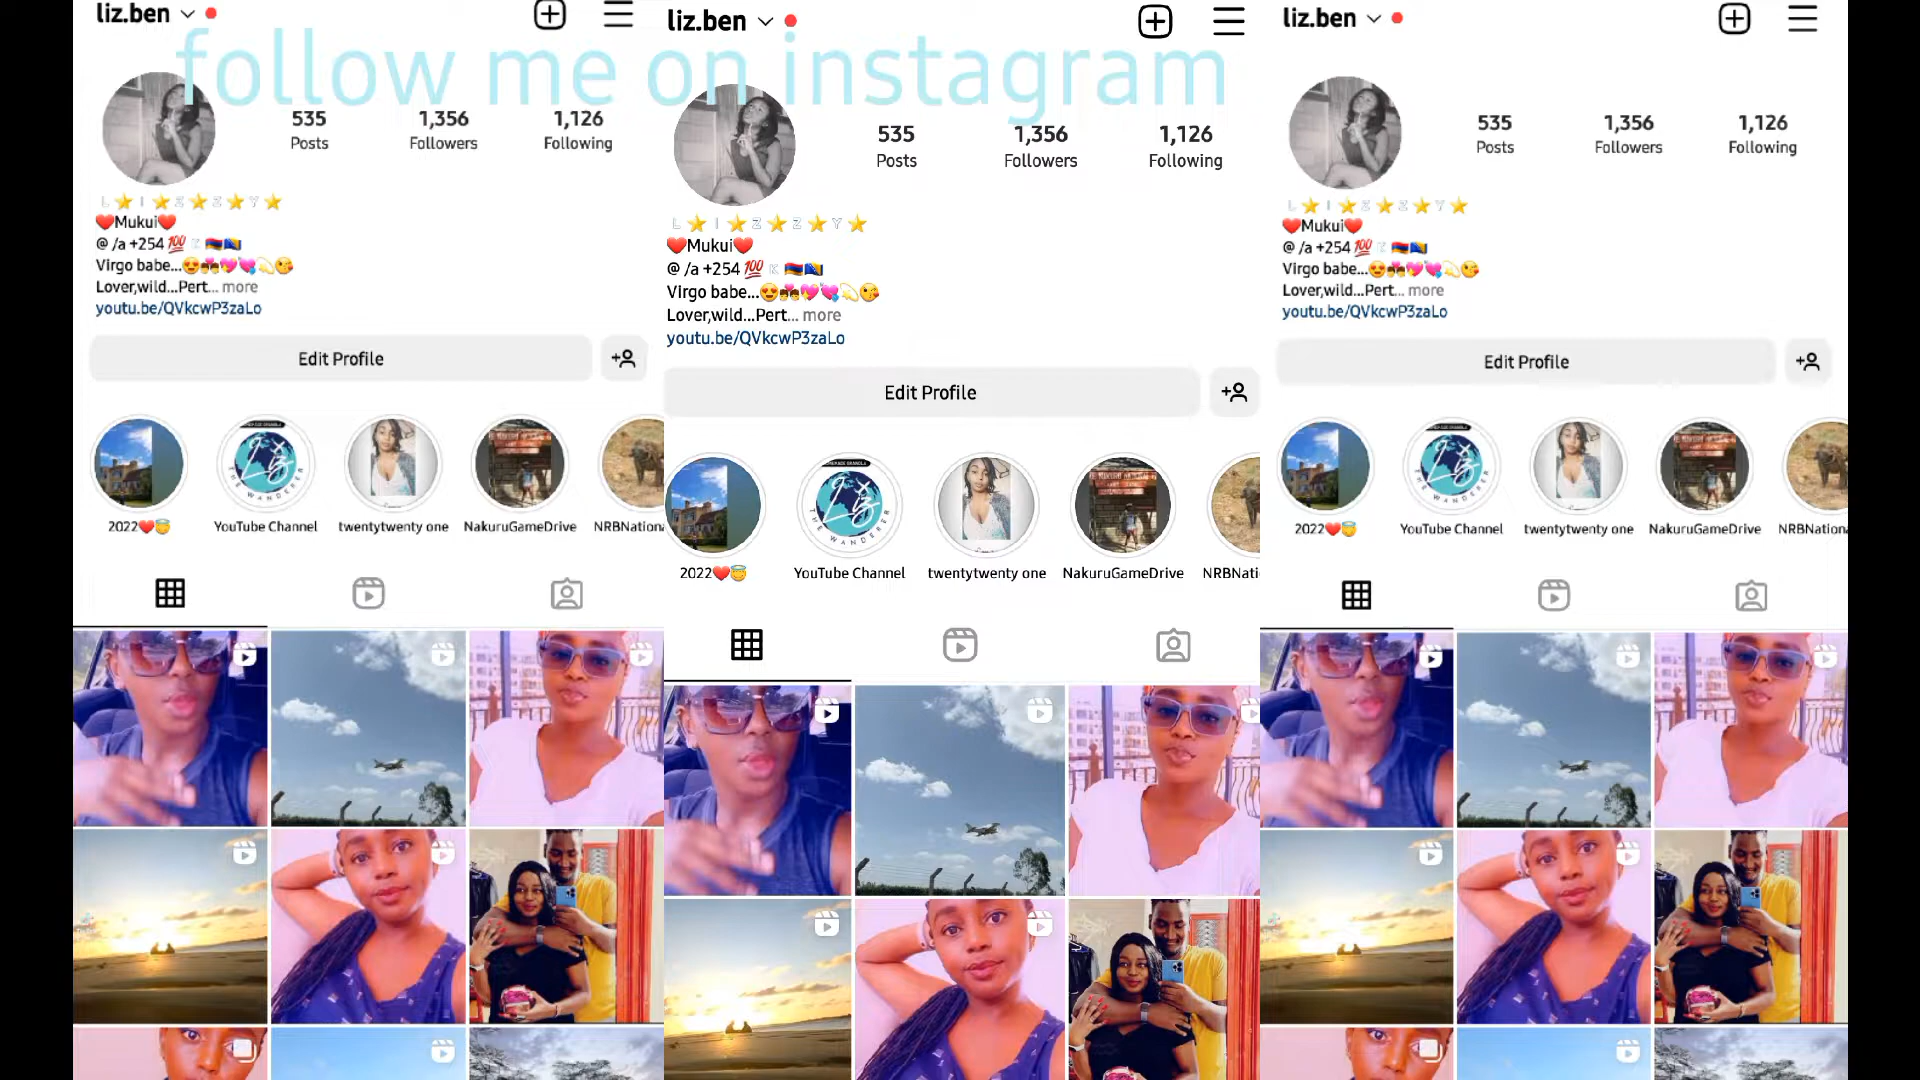 follow me on instagram
liz.ben
535 1,356 1,126
Posts Followers Following
L⭐I⭐Z⭐Z⭐Y⭐
❤️Mukui❤️
@ /a +254 💯 K 🇦🇲🇧🇦
Virgo babe...😍💑💖💘💫😘
Lover,wild...Pert... more
youtu.be/QVkcwP3zaLo
Edit Profile
2022❤️😇 YouTube Channel twentytwenty one NakuruGameDrive NRBNationa
liz.ben
535 1,356 1,126
Posts Followers Following
L⭐I⭐Z⭐Z⭐Y⭐
❤️Mukui❤️
@ /a +254 💯 K 🇦🇲🇧🇦
Virgo babe...😍💑💖💘💫😘
Lover,wild...Pert... more
youtu.be/QVkcwP3zaLo
Edit Profile
THE WANDERER
2022❤️😇 YouTube Channel twentytwenty one NakuruGameDrive NRBNati
liz.ben
535 1,356 1,126
Posts Followers Following
L⭐I⭐Z⭐Z⭐Y⭐
❤️Mukui❤️
@ /a +254 💯 K 🇦🇲🇧🇦
Virgo babe...😍💑💖💘💫😘
Lover,wild...Pert... more
youtu.be/QVkcwP3zaLo
Edit Profile
2022❤️😇 YouTube Channel twentytwenty one NakuruGameDrive NRBNationa